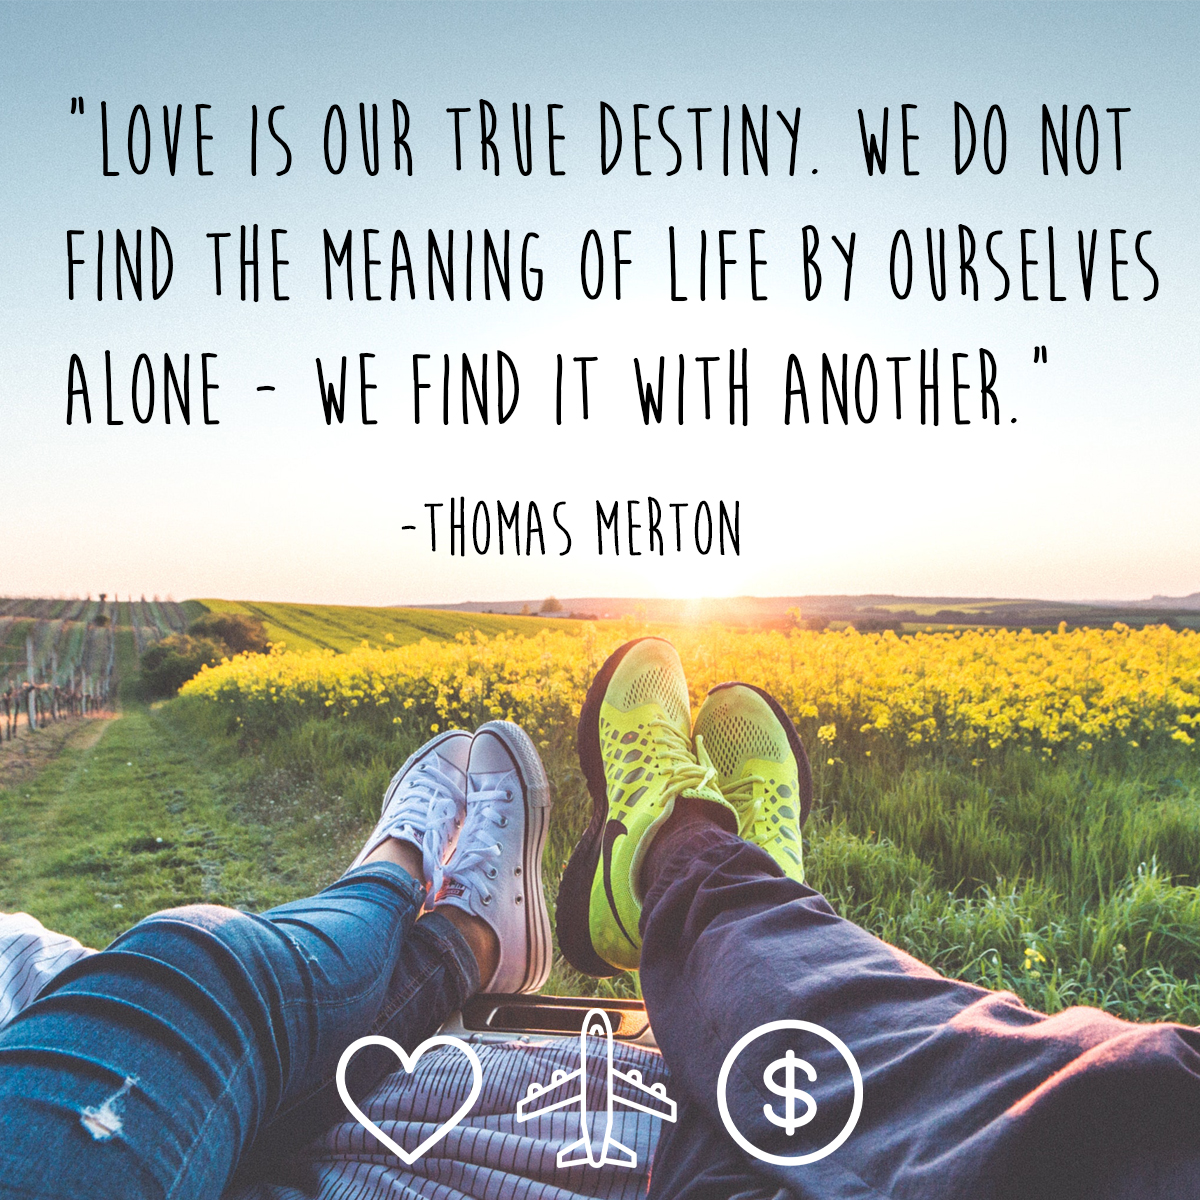 "LOVE IS OUR TRUE DESTINY. WE DO NOT
FIND THE MEANING OF LIFE BY OURSELVES
ALONE - WE FIND IT WITH ANOTHER."
-THOMAS MERTON
$